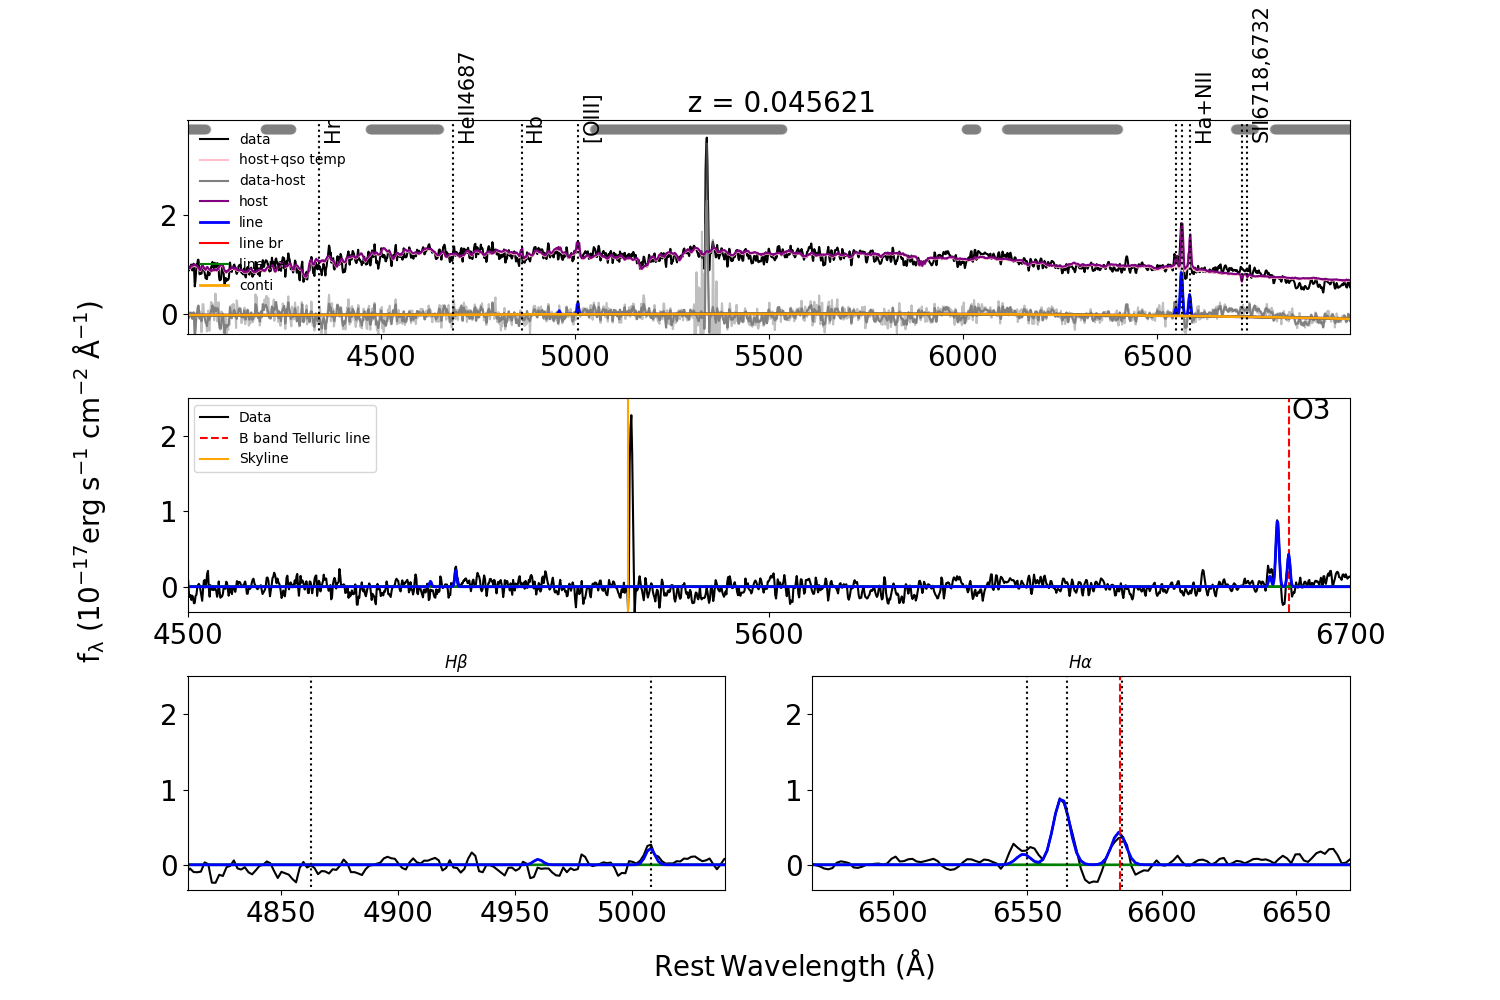 z = 0.045621
Hr
HeII4687
Hb
[OIII]
Ha+NII
SII6718,6732
data
host+qso temp
data-host
host
line
line br
conti
2
0
4500 5000 5500 6000 6500
Data
B band Telluric line
Skyline
O3
2
1
0
4500 5600 6700
Hβ
2
1
0
4850 4900 4950 5000
Hα
2
1
0
6500 6550 6600 6650
fλ (10−17erg s−1 cm−2 Å−1)
Rest Wavelength (Å)